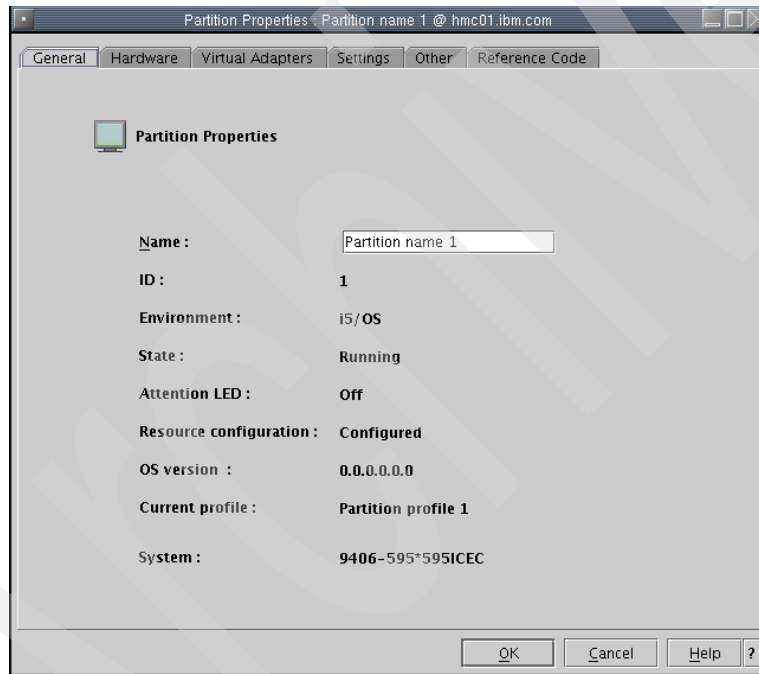 Partition Properties : Partition name 1 @ hmc01.ibm.com
General Hardware Virtual Adapters Settings Other Reference Code
Partition Properties
Name : Partition name 1
ID : 1
Environment : i5/OS
State : Running
Attention LED : Off
Resource configuration : Configured
OS version : 0.0.0.0.0.0
Current profile : Partition profile 1
System : 9406-595*595ICEC
OK Cancel Help ?